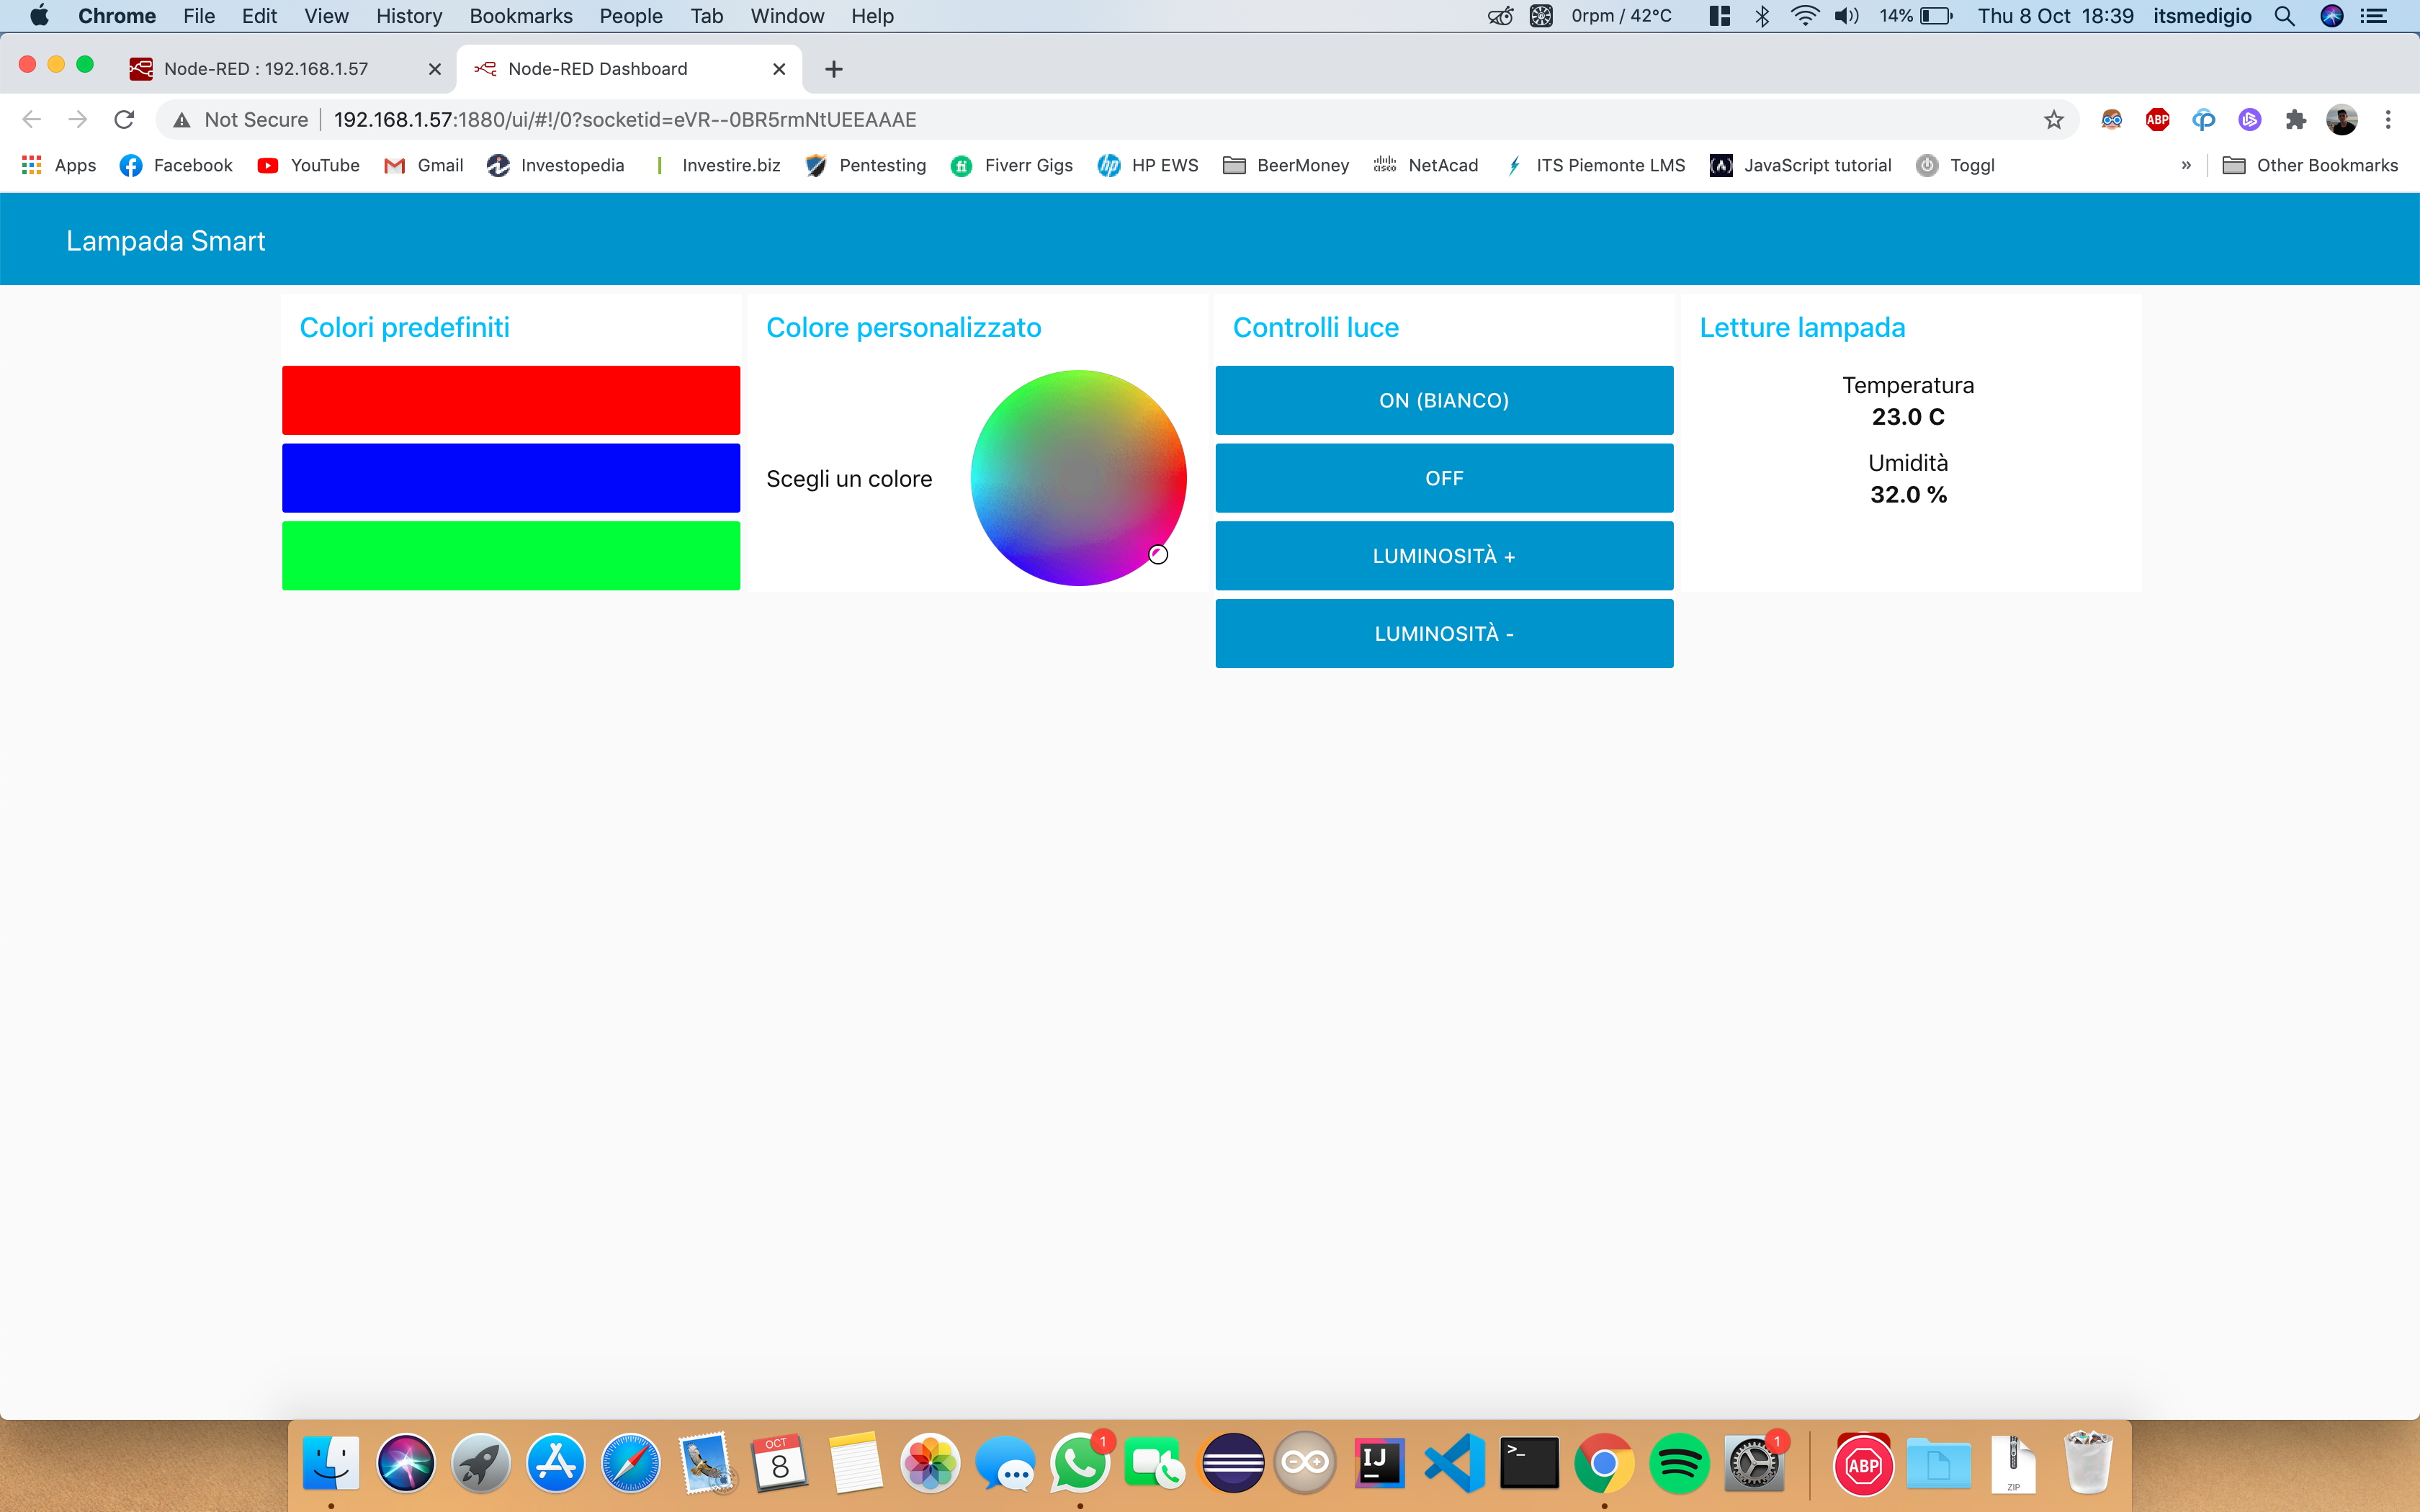 Chrome File Edit View History Bookmarks People Tab Window Help 0rpm / 42°C 14% Thu 8 Oct 18:39 itsmedigio
Node-RED : 192.168.1.57 Node-RED Dashboard
Not Secure 192.168.1.57:1880/ui/#!/0?socketid=eVR--0BR5rmNtUEEAAAE ABP
Apps Facebook YouTube Gmail Investopedia Investire.biz Pentesting Fiverr Gigs HP EWS BeerMoney NetAcad ITS Piemonte LMS JavaScript tutorial Toggl » Other Bookmarks
Lampada Smart
Colori predefiniti
Colore personalizzato
Scegli un colore
Controlli luce
ON (BIANCO)
OFF
LUMINOSITÀ +
LUMINOSITÀ -
Letture lampada
Temperatura
23.0 C
Umidità
32.0 %
OCT
8
1
IJ
>_
1
ABP
ZIP